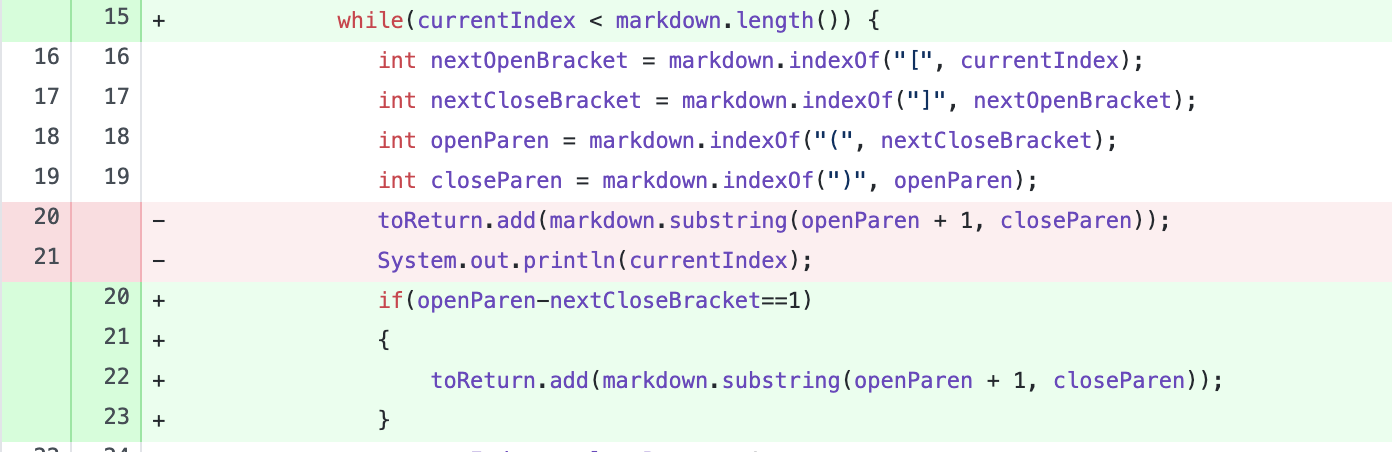 15 + while(currentIndex < markdown.length()) {
16 16 int nextOpenBracket = markdown.indexOf("[", currentIndex);
17 17 int nextCloseBracket = markdown.indexOf("]", nextOpenBracket);
18 18 int openParen = markdown.indexOf("(", nextCloseBracket);
19 19 int closeParen = markdown.indexOf(")", openParen);
20 − toReturn.add(markdown.substring(openParen + 1, closeParen));
21 − System.out.println(currentIndex);
20 + if(openParen−nextCloseBracket==1)
21 + {
22 + toReturn.add(markdown.substring(openParen + 1, closeParen));
23 + }